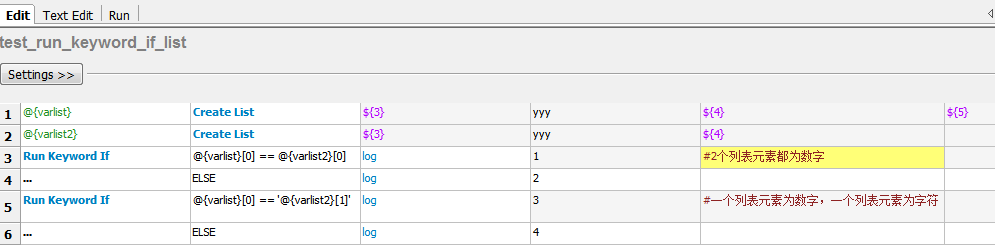 Edit Text Edit Run
test_run_keyword_if_list
Settings >>
1 @{varlist} Create List ${3} yyy ${4} ${5}
2 @{varlist2} Create List ${3} yyy ${4}
3 Run Keyword If @{varlist}[0] == @{varlist2}[0] log 1 #2个列表元素都为数字
4 ... ELSE log 2
5 Run Keyword If @{varlist}[0] =='@{varlist2}[1]' log 3 #一个列表元素为数字，一个列表元素为字符
6 ... ELSE log 4